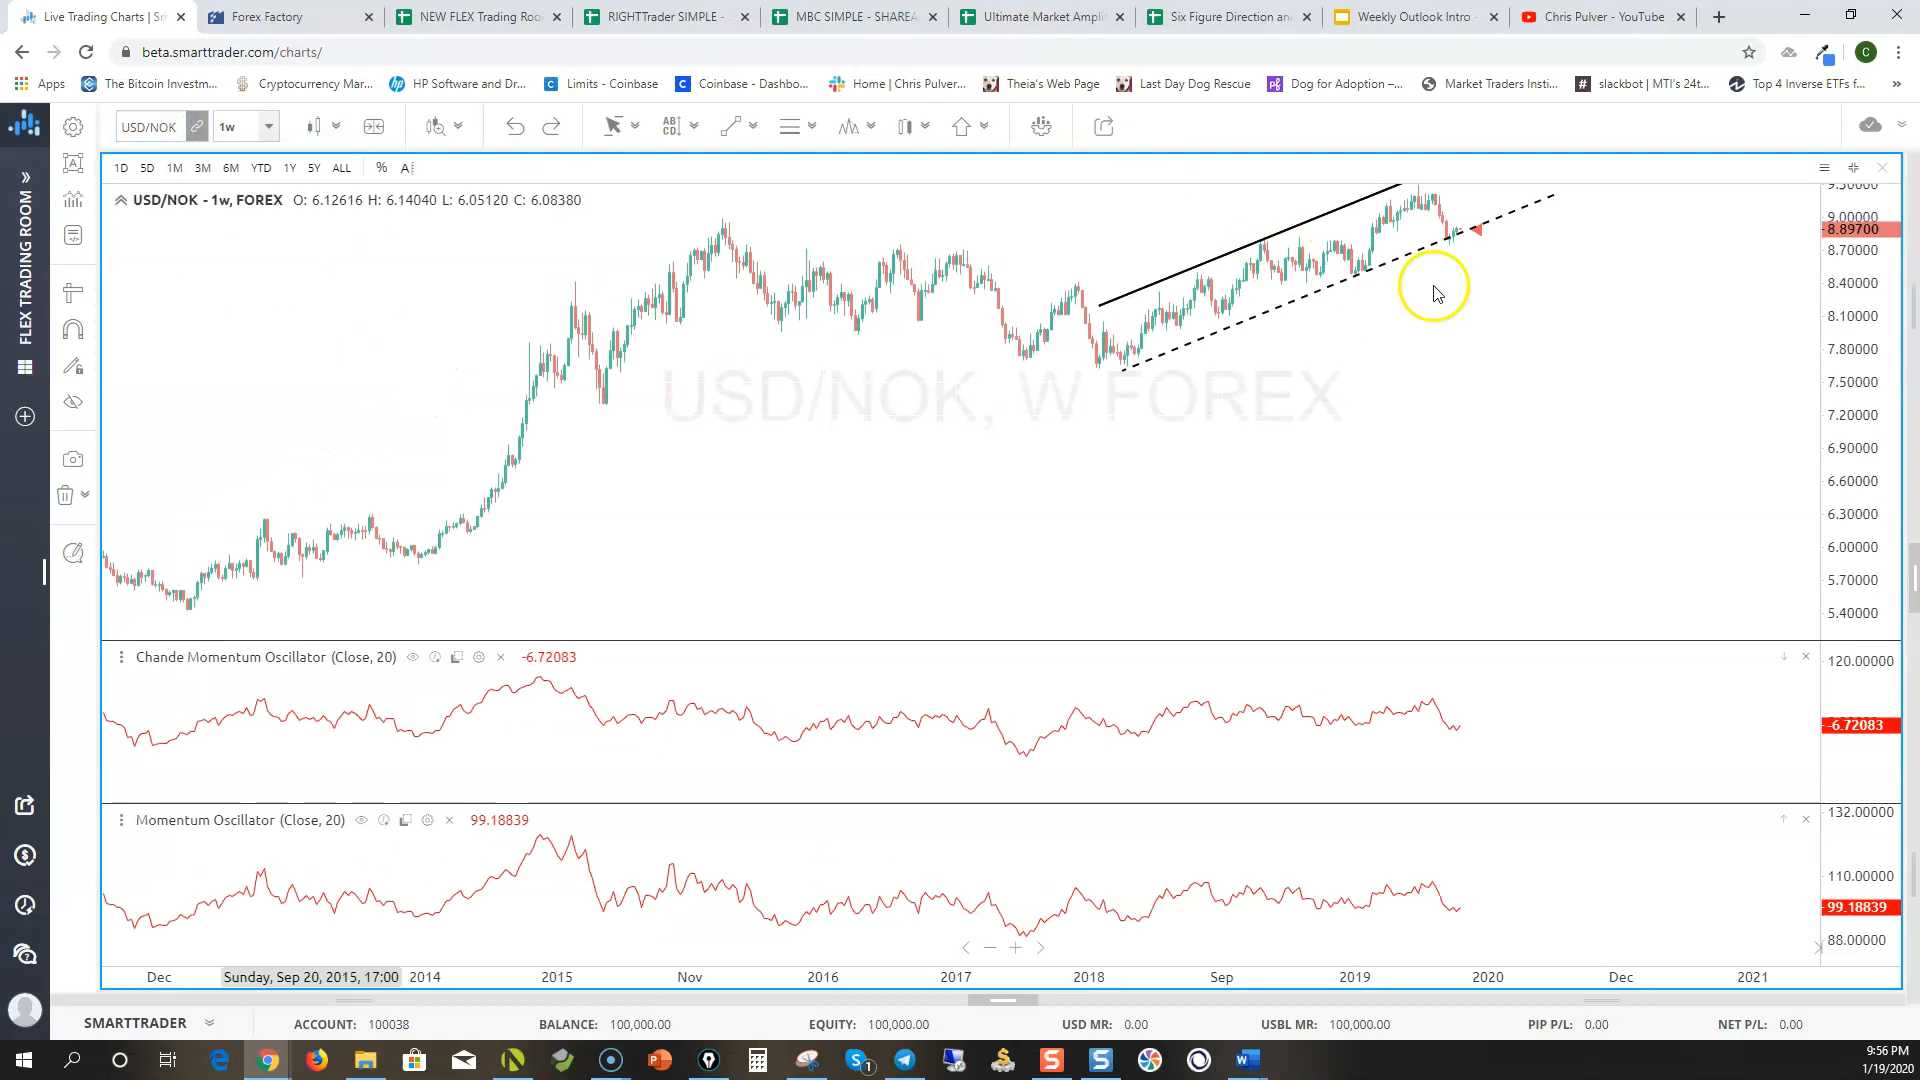 Live Trading Charts | Sm
Forex Factory
NEW FLEX Trading Roo
RIGHTTrader SIMPLE - S
MBC SIMPLE - SHAREA
Ultimate Market Amplif
Six Figure Direction an
Weekly Outlook Intro -
Chris Pulver - YouTube
beta.smarttrader.com/charts/
C
Apps
The Bitcoin Investm...
Cryptocurrency Mar...
HP Software and Dr...
Limits - Coinbase
Coinbase - Dashbo...
Home | Chris Pulver...
Theia's Web Page
Last Day Dog Rescue
Dog for Adoption –...
Market Traders Insti...
slackbot | MTI's 24t...
Top 4 Inverse ETFs f...
USD/NOK
1w
AB
CD
1D 5D 1M 3M 6M YTD 1Y 5Y ALL % A
FLEX TRADING ROOM
USD/NOK - 1w, FOREX O: 6.12616 H: 6.14040 L: 6.05120 C: 6.08380
USD/NOK, W FOREX
9.30000
9.00000
8.89700
8.70000
8.40000
8.10000
7.80000
7.50000
7.20000
6.90000
6.60000
6.30000
6.00000
5.70000
5.40000
Chande Momentum Oscillator (Close, 20) -6.72083
120.00000
-6.72083
Momentum Oscillator (Close, 20) 99.18839
132.00000
110.00000
99.18839
88.00000
Dec
Sunday, Sep 20, 2015, 17:00
2014
2015
Nov
2016
2017
2018
Sep
2019
2020
Dec
2021
SMARTTRADER
ACCOUNT: 100038
BALANCE: 100,000.00
EQUITY: 100,000.00
USD MR: 0.00
USBL MR: 100,000.00
PIP P/L: 0.00
NET P/L: 0.00
9:56 PM
1/19/2020